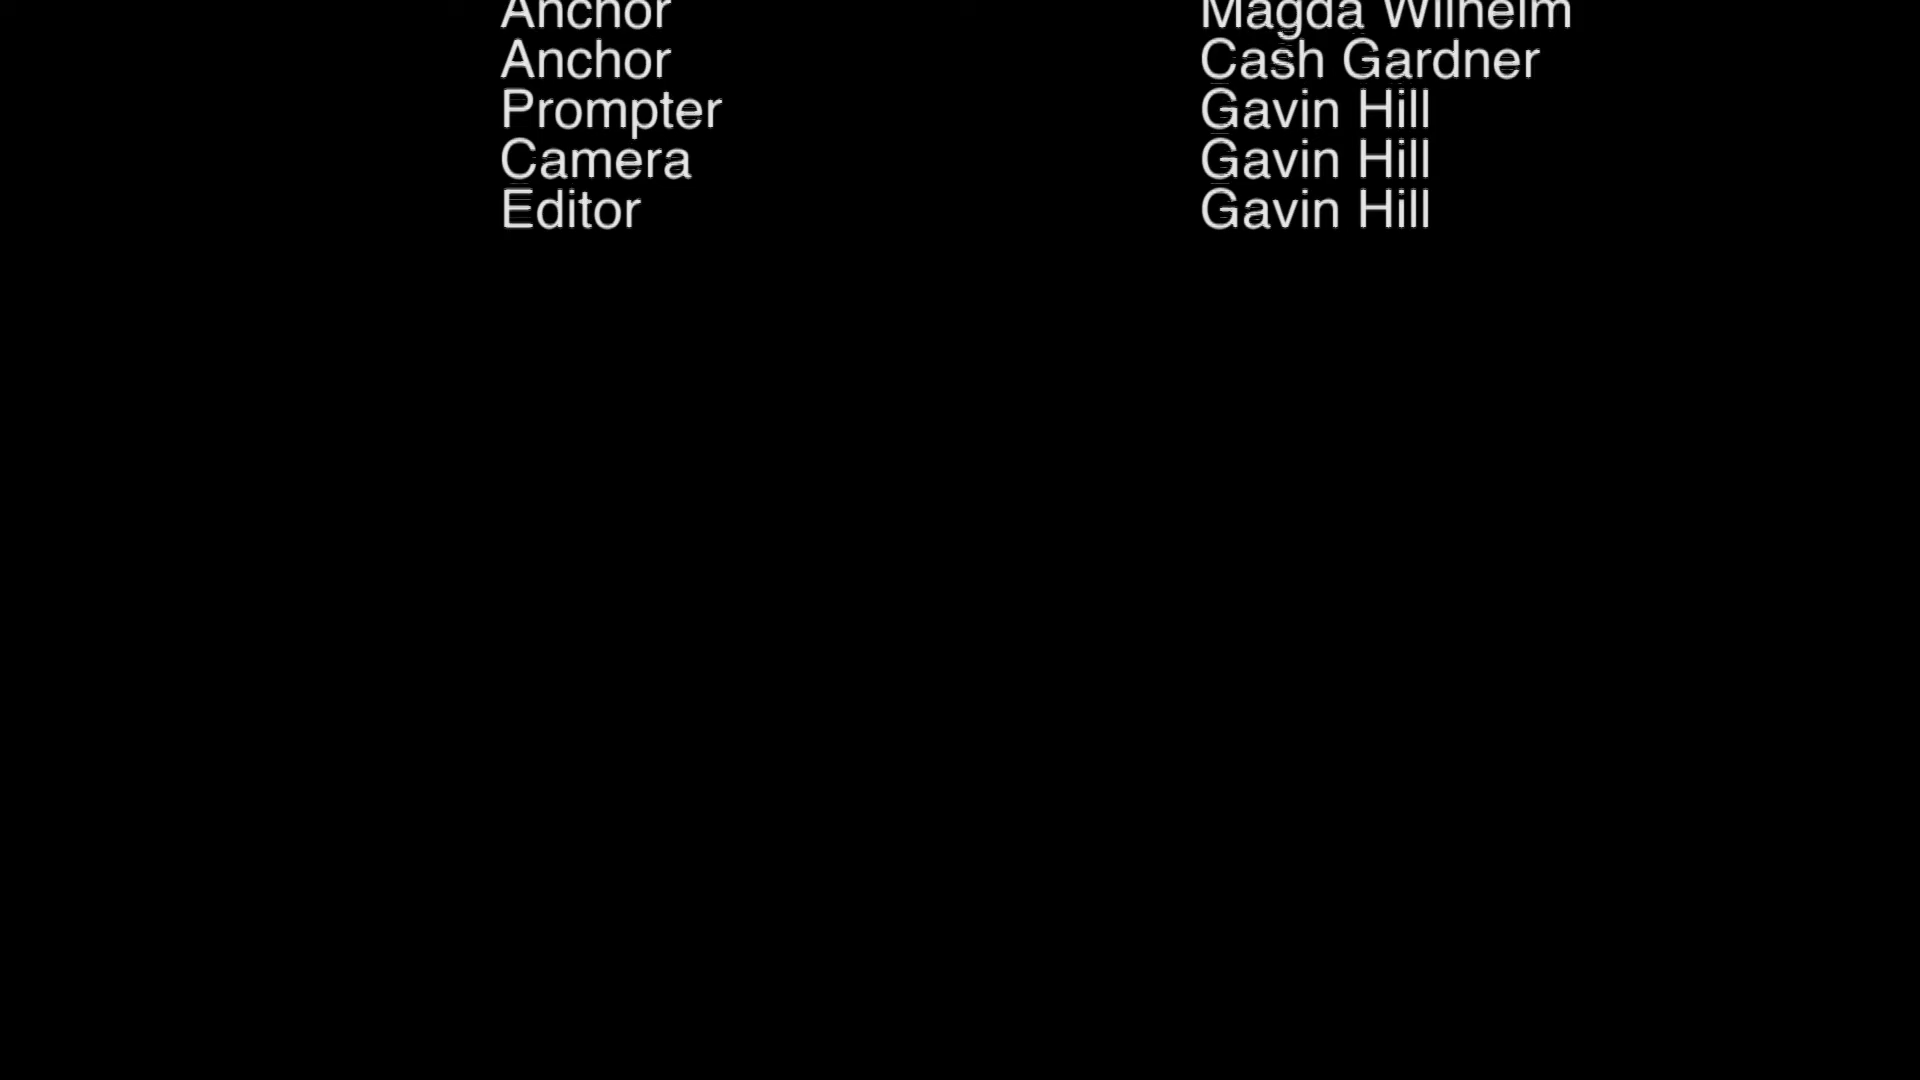 Anchor Magda Wilhelm
Anchor Cash Gardner
Prompter Gavin Hill
Camera Gavin Hill
Editor Gavin Hill